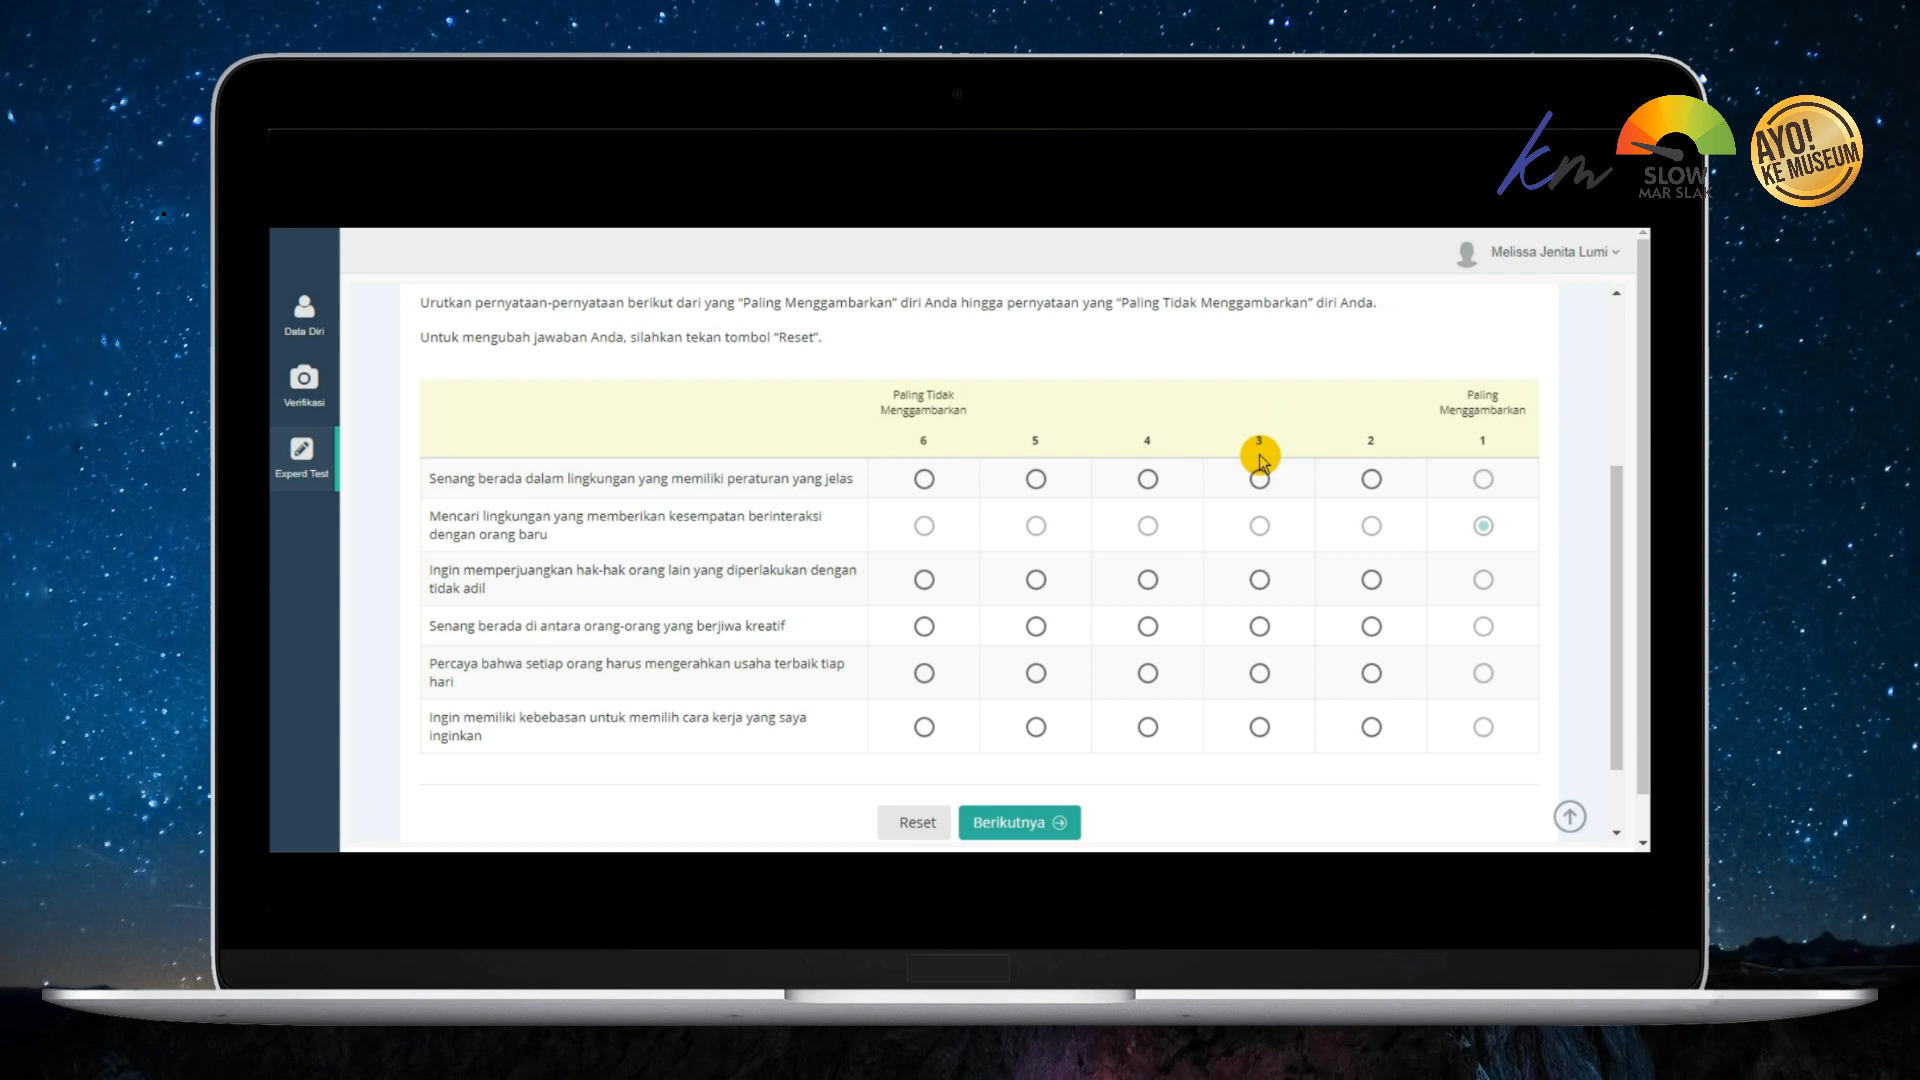 km
SLOW
MAR SLAK
AYO!
KE MUSEUM
Melissa Jenita Lumi
Data Diri
Verifikasi
Experd Test
Urutkan pernyataan-pernyataan berikut dari yang “Paling Menggambarkan” diri Anda hingga pernyataan yang “Paling Tidak Menggambarkan” diri Anda.
Untuk mengubah jawaban Anda, silahkan tekan tombol “Reset”.
Paling Tidak
Menggambarkan
Paling
Menggambarkan
6 5 4 3 2 1
Senang berada dalam lingkungan yang memiliki peraturan yang jelas
Mencari lingkungan yang memberikan kesempatan berinteraksi
dengan orang baru
Ingin memperjuangkan hak-hak orang lain yang diperlakukan dengan
tidak adil
Senang berada di antara orang-orang yang berjiwa kreatif
Percaya bahwa setiap orang harus mengerahkan usaha terbaik tiap
hari
Ingin memiliki kebebasan untuk memilih cara kerja yang saya
inginkan
Reset
Berikutnya